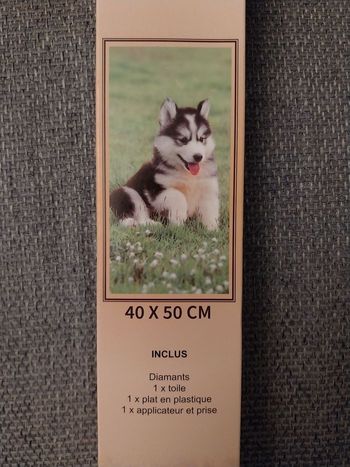 40 X 50 CM
INCLUS
Diamants
1 x toile
1 x plat en plastique
1 x applicateur et prise